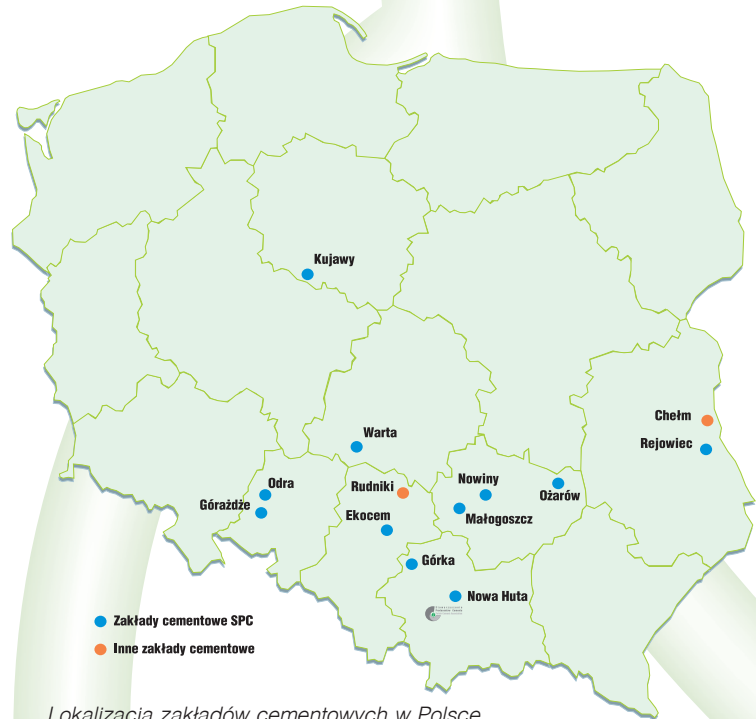 Kujawy
Chełm
Rejowiec
Warta
Odra
Górażdże
Rudniki
Ekocem
Nowiny
Małogoszcz
Ożarów
Górka
Nowa Huta
Zakłady cementowe SPC
Inne zakłady cementowe
Lokalizacja zakładów cementowych w Polsce